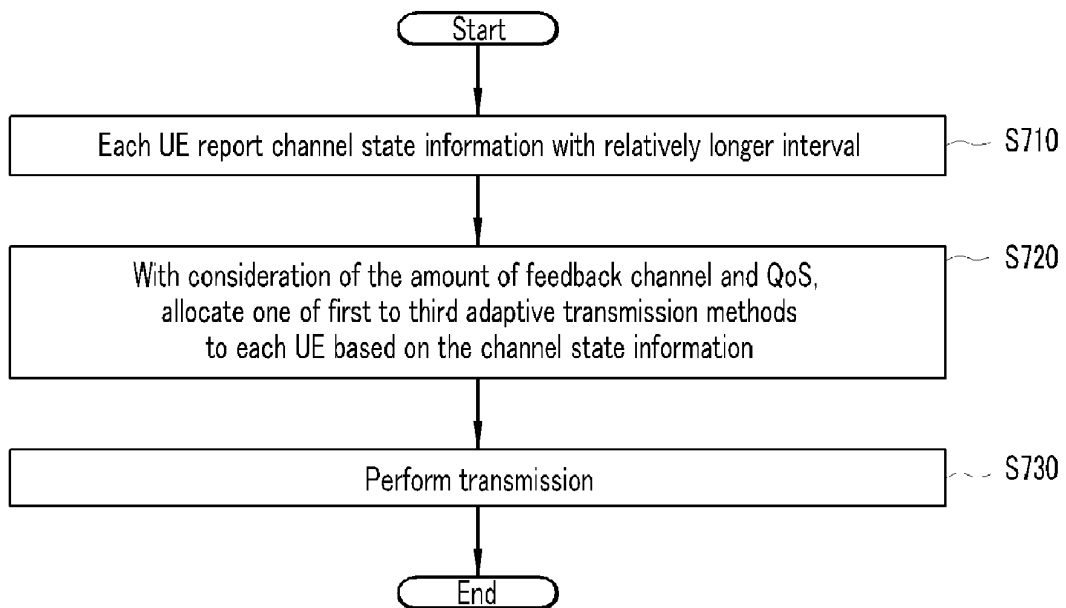 Start
Each UE report channel state information with relatively longer interval
S710
With consideration of the amount of feedback channel and QoS,
allocate one of first to third adaptive transmission methods
to each UE based on the channel state information
S720
Perform transmission
S730
End